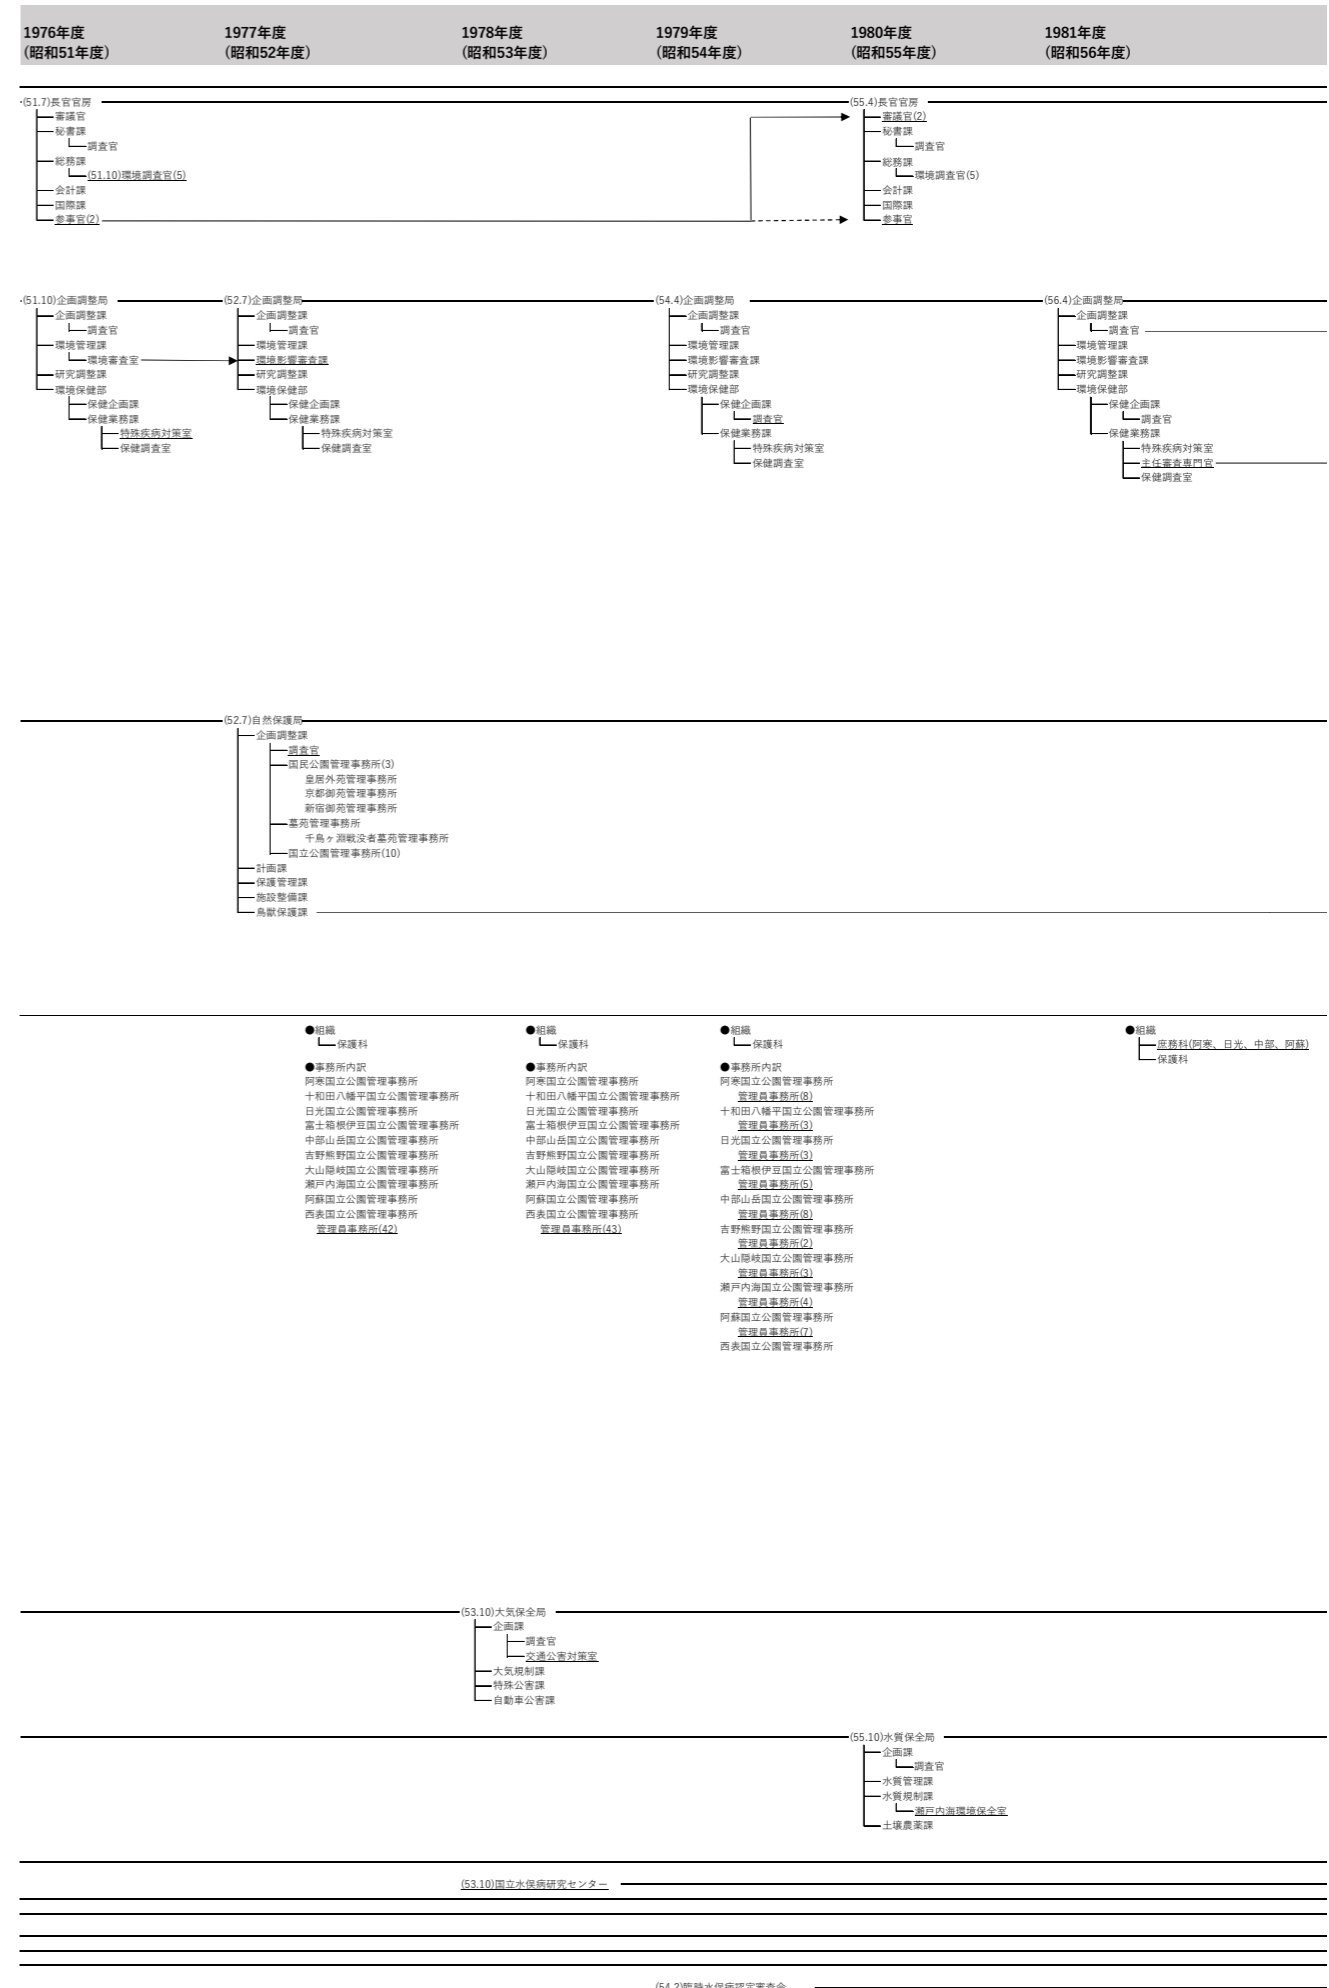 1976年度
(昭和51年度)
1977年度
(昭和52年度)
1978年度
(昭和53年度)
1979年度
(昭和54年度)
1980年度
(昭和55年度)
1981年度
(昭和56年度)
(51.7)長官官房
審議官
秘書課
調査官
総務課
(51.10)環境調査官(5)
会計課
国際課
参事官(2)
(55.4)長官官房
審議官(2)
秘書課
調査官
総務課
環境調査官(5)
会計課
国際課
参事官
(51.10)企画調整局
企画調整課
調査官
環境管理課
環境審査室
研究調整課
環境保健部
保健企画課
保健業務課
特殊疾病対策室
保健調査室
(52.7)企画調整局
企画調整課
調査官
環境管理課
環境影響審査課
研究調整課
環境保健部
保健企画課
保健業務課
特殊疾病対策室
保健調査室
(54.4)企画調整局
企画調整課
調査官
環境管理課
環境影響審査課
研究調整課
環境保健部
保健企画課
調査官
保健業務課
特殊疾病対策室
保健調査室
(56.4)企画調整局
企画調整課
調査官
環境管理課
環境影響審査課
研究調整課
環境保健部
保健企画課
調査官
保健業務課
特殊疾病対策室
主任審査専門官
保健調査室
(52.7)自然保護局
企画調整課
調査官
国民公園管理事務所(3)
皇居外苑管理事務所
京都御苑管理事務所
新宿御苑管理事務所
墓苑管理事務所
千鳥ヶ淵戦没者墓苑管理事務所
国立公園管理事務所(10)
計画課
保護管理課
施設整備課
鳥獣保護課
●組織
保護科
●事務所内訳
阿寒国立公園管理事務所
十和田八幡平国立公園管理事務所
日光国立公園管理事務所
富士箱根伊豆国立公園管理事務所
中部山岳国立公園管理事務所
吉野熊野国立公園管理事務所
大山隠岐国立公園管理事務所
瀬戸内海国立公園管理事務所
阿蘇国立公園管理事務所
西表国立公園管理事務所
管理員事務所(42)
●組織
保護科
●事務所内訳
阿寒国立公園管理事務所
十和田八幡平国立公園管理事務所
日光国立公園管理事務所
富士箱根伊豆国立公園管理事務所
中部山岳国立公園管理事務所
吉野熊野国立公園管理事務所
大山隠岐国立公園管理事務所
瀬戸内海国立公園管理事務所
阿蘇国立公園管理事務所
西表国立公園管理事務所
管理員事務所(43)
●組織
保護科
●事務所内訳
阿寒国立公園管理事務所
管理員事務所(8)
十和田八幡平国立公園管理事務所
管理員事務所(3)
日光国立公園管理事務所
管理員事務所(3)
富士箱根伊豆国立公園管理事務所
管理員事務所(5)
中部山岳国立公園管理事務所
管理員事務所(8)
吉野熊野国立公園管理事務所
管理員事務所(2)
大山隠岐国立公園管理事務所
管理員事務所(3)
瀬戸内海国立公園管理事務所
管理員事務所(4)
阿蘇国立公園管理事務所
管理員事務所(7)
西表国立公園管理事務所
●組織
庶務科(阿寒、日光、中部、阿蘇)
保護科
(53.10)大気保全局
企画課
調査官
交通公害対策室
大気規制課
特殊公害課
自動車公害課
(55.10)水質保全局
企画課
調査官
水質管理課
水質規制課
瀬戸内海環境保全室
土壌農薬課
(53.10)国立水俣病研究センター
(54.2)臨時水俣病認定審査会